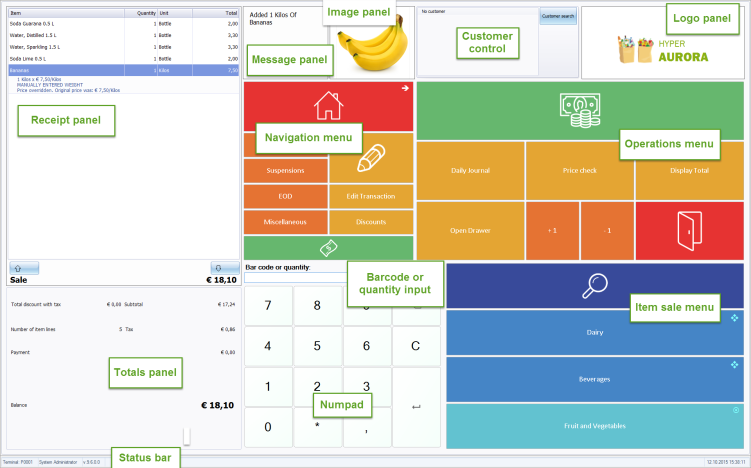 Item Quantity Unit Total
Soda Guarana 0.5 L 1 Bottle 2,00
Water, Distilled 1.5 L 1 Bottle 3,30
Water, Sparkling 1.5 L 1 Bottle 3,30
Soda Lime 0.5 L 1 Bottle 2,00
Bananas 1 Kilos 7,50
1 Kilos x € 7,50/Kilos
MANUALLY ENTERED WEIGHT
Price overridden. Original price was: € 7,50/Kilos
Receipt panel
Sale € 18,10
Total discount with tax € 0,00 Subtotal € 17,24
Number of item lines 5 Tax € 0,86
Payment € 0,00
Totals panel
Balance € 18,10
Status bar
Terminal P0001 System Administrator
12.10.2015 15:38:11
Added 1 Kilos Of
Bananas
Image panel
Message panel
No customer
Customer search
Customer
control
Logo panel
HYPER
AURORA
Navigation menu
Suspensions
EOD
Edit Transaction
Miscellaneous
Discounts
Operations menu
Daily Journal
Price check
Display Total
Open Drawer
+ 1
- 1
Bar code or quantity:
Barcode or
quantity input
7 8
4 5 6 C
1 2 3
Numpad
0 * ,
Item sale menu
Dairy
Beverages
Fruit and Vegetables